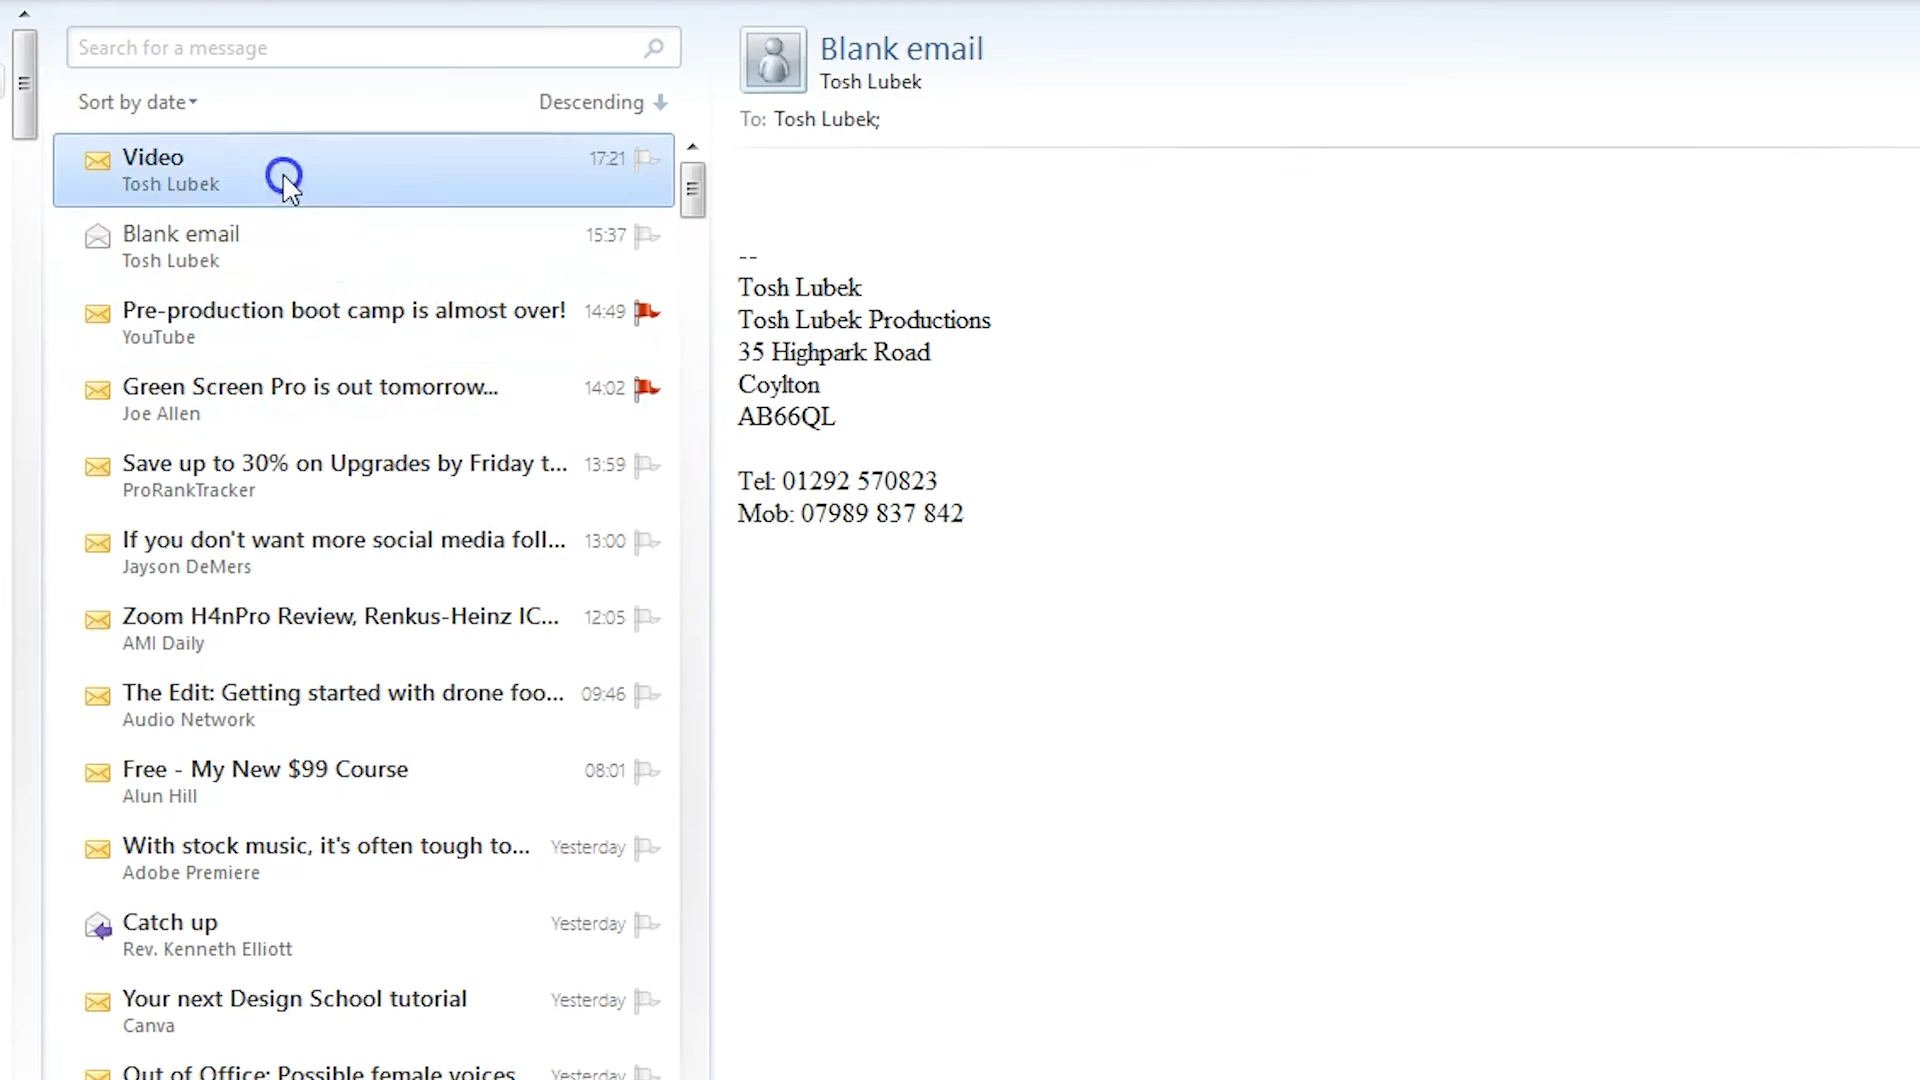 Search for a message
Sort by date
Descending
Video
17:21
Tosh Lubek
Blank email
15:37
Tosh Lubek
Pre-production boot camp is almost over!
14:49
YouTube
Green Screen Pro is out tomorrow...
14:02
Joe Allen
Save up to 30% on Upgrades by Friday t...
13:59
ProRankTracker
If you don't want more social media foll...
13:00
Jayson DeMers
Zoom H4nPro Review, Renkus-Heinz IC...
12:05
AMI Daily
The Edit: Getting started with drone foo...
09:46
Audio Network
Free - My New $99 Course
08:01
Alun Hill
With stock music, it's often tough to...
Yesterday
Adobe Premiere
Catch up
Yesterday
Rev. Kenneth Elliott
Your next Design School tutorial
Yesterday
Canva
Out of Office: Possible female voices
Yesterday
Blank email
Tosh Lubek
To: Tosh Lubek;
--
Tosh Lubek
Tosh Lubek Productions
35 Highpark Road
Coylton
AB66QL
Tel: 01292 570823
Mob: 07989 837 842